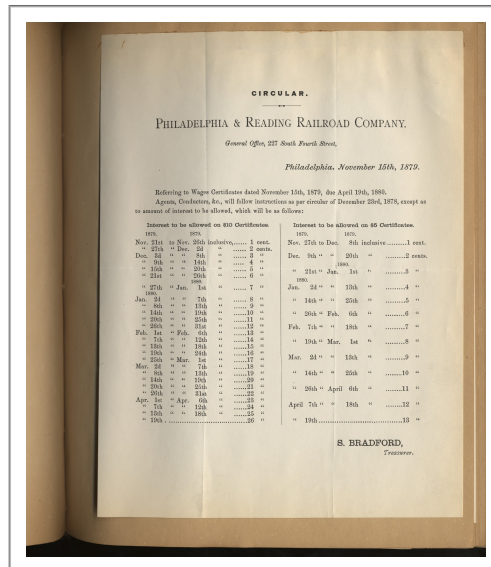 CIRCULAR.
PHILADELPHIA & READING RAILROAD COMPANY.
General Office, 227 South Fourth Street,
Philadelphia, November 15th, 1879.
Referring to Wages Certificates dated November 15th, 1879, due April 19th, 1880.
Agents, Conductors, &c., will follow instructions as per circular of December 23rd, 1878, except as
to amount of interest to be allowed, which will be as follows:
Interest to be allowed on $10 Certificates.
1879. 1879.
Nov. 21st to Nov. 26th inclusive,...... 1 cent.
" 27th " Dec. 2d " ...... 2 cents.
Dec. 3d " " 8th " ...... 3 "
" 9th " " 14th " ...... 4 "
" 15th " " 20th " ...... 5 "
" 21st " " 26th " ...... 6 "
1880.
" 27th " Jan. 1st " ...... 7 "
1880.
Jan. 2d " " 7th " ...... 8 "
" 8th " " 13th " ...... 9 "
" 14th " " 19th " ......10 "
" 20th " " 25th " ......11 "
" 26th " " 31st " ......12 "
Feb. 1st " Feb. 6th " ......13 "
" 7th " " 12th " ......14 "
" 13th " " 18th " ......15 "
" 19th " " 24th " ......16 "
" 25th " Mar. 1st " ......17 "
Mar. 2d " " 7th " ......18 "
" 8th " " 13th " ......19 "
" 14th " " 19th " ......20 "
" 20th " " 25th " ......21 "
" 26th " " 31st " ......22 "
Apr. 1st " Apr. 6th " ......23 "
" 7th " " 12th " ......24 "
" 13th " " 18th " ......25 "
" 19th ..............................26 "
Interest to be allowed on $5 Certificates.
1879. 1879.
Nov. 27th to Dec. 8th inclusive .........1 cent.
Dec. 9th " " 20th " .........2 cents.
1880.
" 21st " Jan. 1st " .........3 "
1880.
Jan. 2d " " 13th " .........4 "
" 14th " " 25th " .........5 "
" 26th " Feb. 6th " .........6 "
Feb. 7th " " 18th " .........7 "
" 19th " Mar. 1st " .........8 "
Mar. 2d " " 13th " .........9 "
" 14th " " 25th " .........10 "
" 26th " April 6th " .........11 "
April 7th " " 18th " .........12 "
" 19th..............................13 "
S. BRADFORD,
Treasurer.